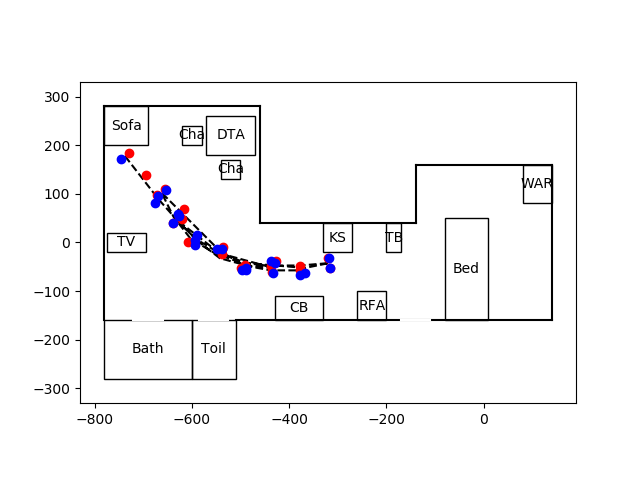 300
200
100
0
−100
−200
−300
−800
−600
−400
−200
0
Sofa
Cha
DTA
Cha
WAR
TV
KS
TB
Bed
CB
RFA
Bath
Toil